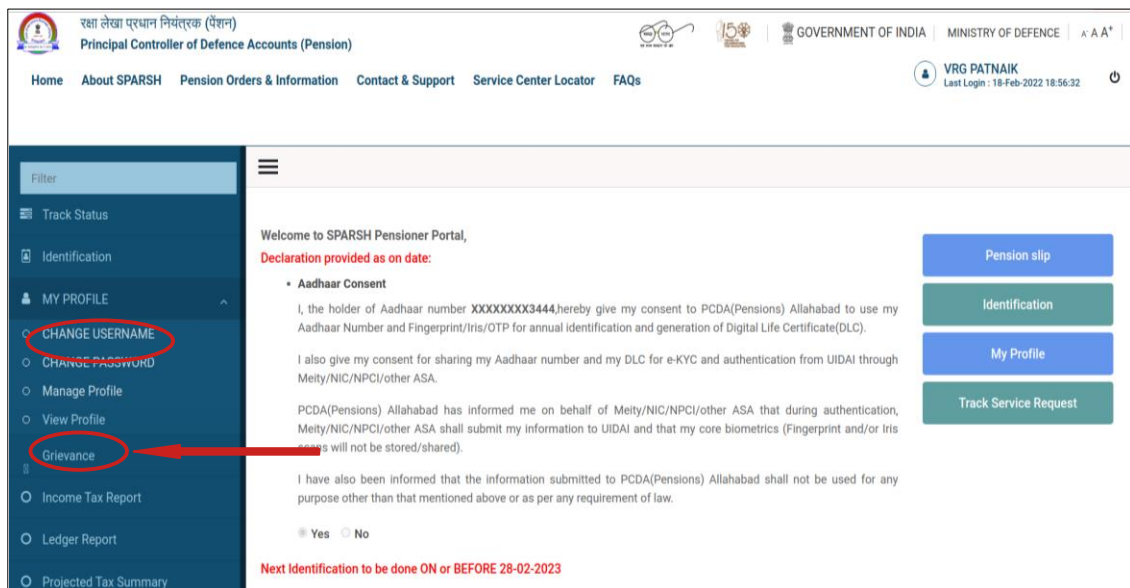 रक्षा लेखा प्रधान नियंत्रक (पेंशन)
Principal Controller of Defence Accounts (Pension)
GOVERNMENT OF INDIA
MINISTRY OF DEFENCE
A- A A+
Home About SPARSH Pension Orders & Information Contact & Support Service Center Locator FAQs
VRG PATNAIK
Last Login : 18-Feb-2022 18:56:32
Filter
Track Status
Identification
MY PROFILE
CHANGE USERNAME
CHANGE PASSWORD
Manage Profile
View Profile
Grievance
Income Tax Report
Ledger Report
Projected Tax Summary
Welcome to SPARSH Pensioner Portal,
Declaration provided as on date:
• Aadhaar Consent
I, the holder of Aadhaar number XXXXXXXX3444,hereby give my consent to PCDA(Pensions) Allahabad to use my
Aadhaar Number and Fingerprint/Iris/OTP for annual identification and generation of Digital Life Certificate(DLC).
I also give my consent for sharing my Aadhaar number and my DLC for e-KYC and authentication from UIDAI through
Meity/NIC/NPCI/other ASA.
PCDA(Pensions) Allahabad has informed me on behalf of Meity/NIC/NPCI/other ASA that during authentication,
Meity/NIC/NPCI/other ASA shall submit my information to UIDAI and that my core biometrics (Fingerprint and/or Iris
scans will not be stored/shared).
I have also been informed that the information submitted to PCDA(Pensions) Allahabad shall not be used for any
purpose other than that mentioned above or as per any requirement of law.
Yes No
Next Identification to be done ON or BEFORE 28-02-2023
Pension slip
Identification
My Profile
Track Service Request